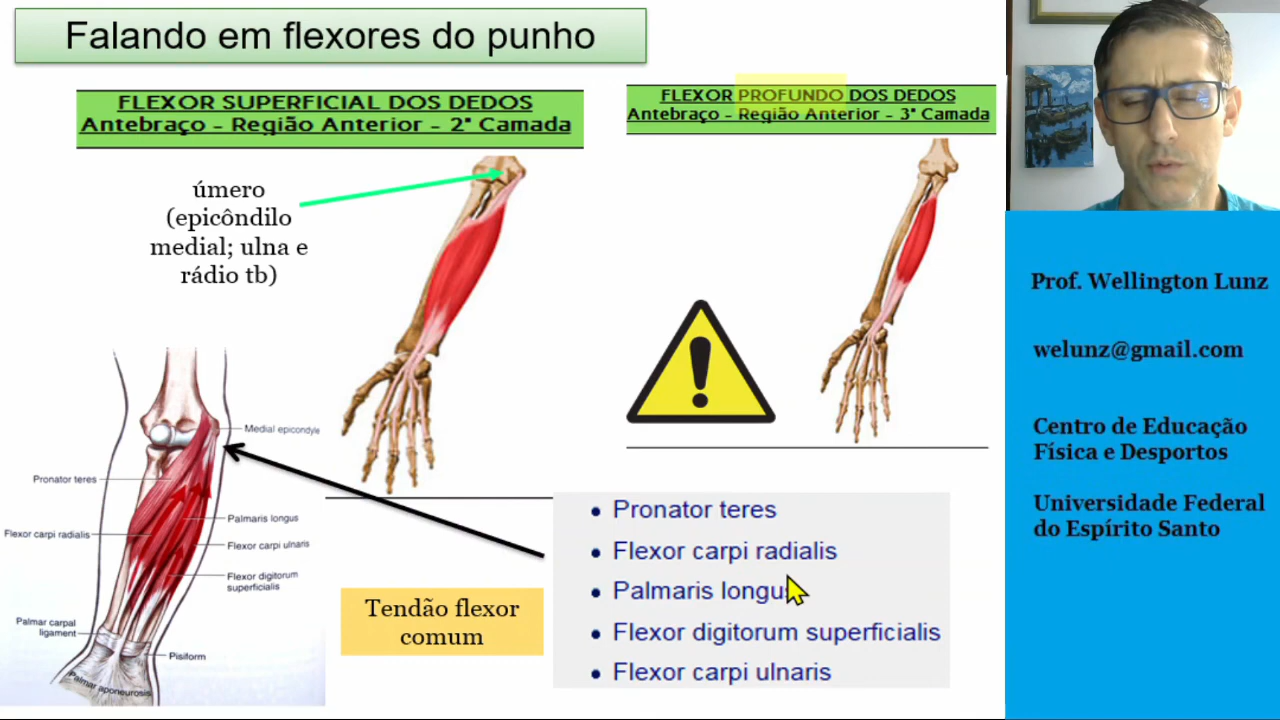 Falando em flexores do punho
FLEXOR SUPERFICIAL DOS DEDOS
Antebraço - Região Anterior - 2ª Camada
FLEXOR PROFUNDO DOS DEDOS
Antebraço - Região Anterior - 3ª Camada
úmero
(epicôndilo
medial; ulna e
rádio tb)
Medial epicondyle
Pronator teres
Palmaris longus
Flexor carpi radialis
Flexor carpi ulnaris
Flexor digitorum
superficialis
Palmar carpal
ligament
Pisiform
Palmar aponeurosis
Tendão flexor
comum
• Pronator teres
• Flexor carpi radialis
• Palmaris longus
• Flexor digitorum superficialis
• Flexor carpi ulnaris
Prof. Wellington Lunz
welunz@gmail.com
Centro de Educação
Física e Desportos
Universidade Federal
do Espírito Santo